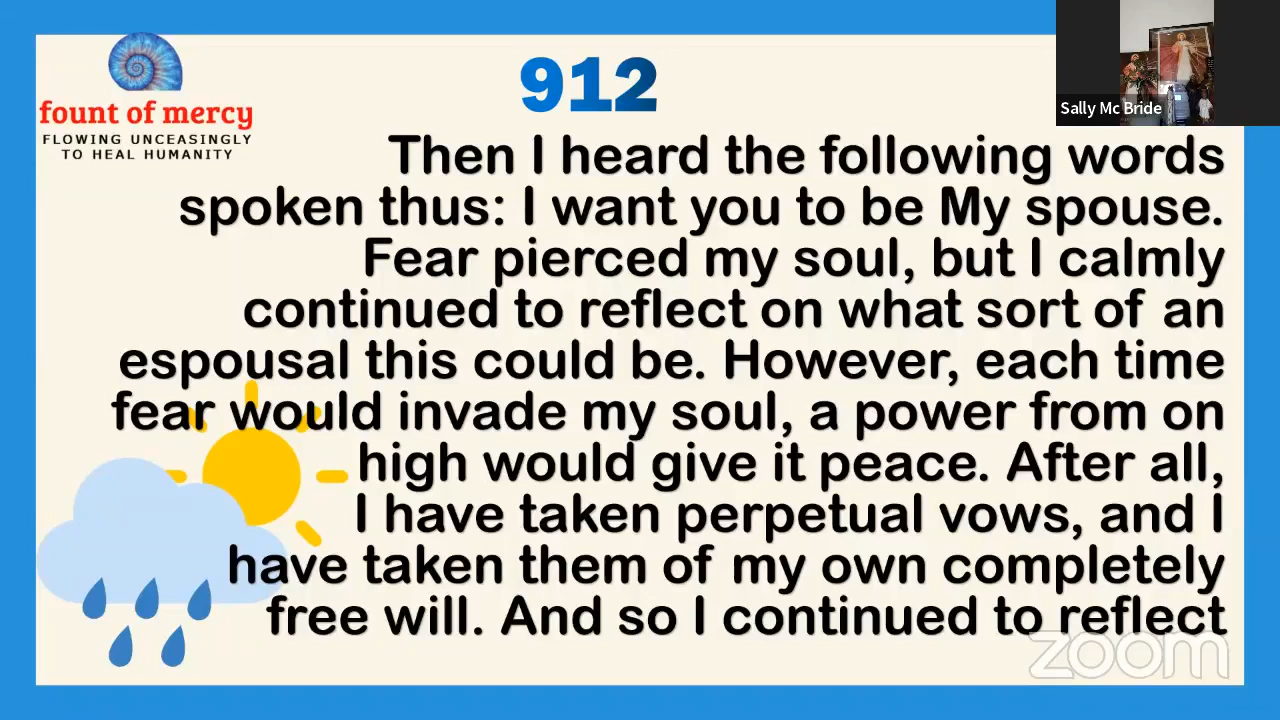 fount of mercy
FLOWING UNCEASINGLY
TO HEAL HUMANITY
912
Sally Mc Bride
Then I heard the following words
spoken thus: I want you to be My spouse.
Fear pierced my soul, but I calmly
continued to reflect on what sort of an
espousal this could be. However, each time
fear would invade my soul, a power from on
high would give it peace. After all,
I have taken perpetual vows, and I
have taken them of my own completely
free will. And so I continued to reflect
zoom